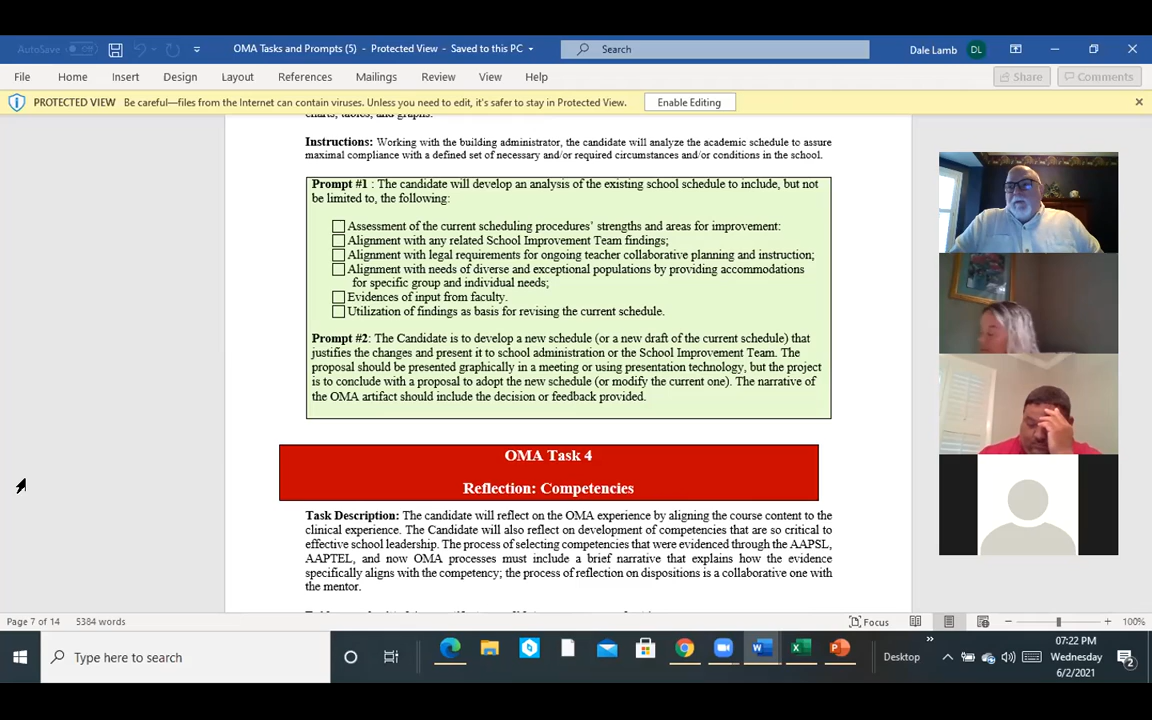 AutoSave
Off
OMA Tasks and Prompts (5) - Protected View - Saved to this PC
Search
Dale Lamb
DL
File Home Insert Design Layout References Mailings Review View Help
Share
Comments
PROTECTED VIEW Be careful—files from the Internet can contain viruses. Unless you need to edit, it's safer to stay in Protected View.
Enable Editing
charts, tables, and graphs.
Instructions: Working with the building administrator, the candidate will analyze the academic schedule to assure
maximal compliance with a defined set of necessary and/or required circumstances and/or conditions in the school.
Prompt #1 : The candidate will develop an analysis of the existing school schedule to include, but not
be limited to, the following:
Assessment of the current scheduling procedures' strengths and areas for improvement:
Alignment with any related School Improvement Team findings;
Alignment with legal requirements for ongoing teacher collaborative planning and instruction;
Alignment with needs of diverse and exceptional populations by providing accommodations
for specific group and individual needs;
Evidences of input from faculty.
Utilization of findings as basis for revising the current schedule.
Prompt #2: The Candidate is to develop a new schedule (or a new draft of the current schedule) that
justifies the changes and present it to school administration or the School Improvement Team. The
proposal should be presented graphically in a meeting or using presentation technology, but the project
is to conclude with a proposal to adopt the new schedule (or modify the current one). The narrative of
the OMA artifact should include the decision or feedback provided.
OMA Task 4
Reflection: Competencies
Task Description: The candidate will reflect on the OMA experience by aligning the course content to the
clinical experience. The Candidate will also reflect on development of competencies that are so critical to
effective school leadership. The process of selecting competencies that were evidenced through the AAPSL,
AAPTEL, and now OMA processes must include a brief narrative that explains how the evidence
specifically aligns with the competency; the process of reflection on dispositions is a collaborative one with
the mentor.
Page 7 of 14 5384 words
Focus
100%
Type here to search
Desktop
07:22 PM
Wednesday
6/2/2021
2